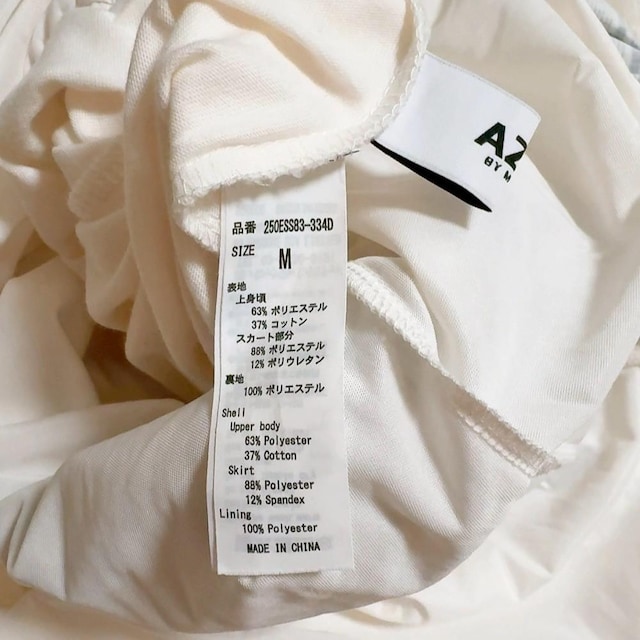 AZ
BY M
品番 250ESS83-334D
SIZE M
表地
上身頃
63% ポリエステル
37% コットン
スカート部分
88% ポリエステル
12% ポリウレタン
裏地
100% ポリエステル
Shell
Upper body
63% Polyester
37% Cotton
Skirt
88% Polyester
12% Spandex
Lining
100% Polyester
MADE IN CHINA